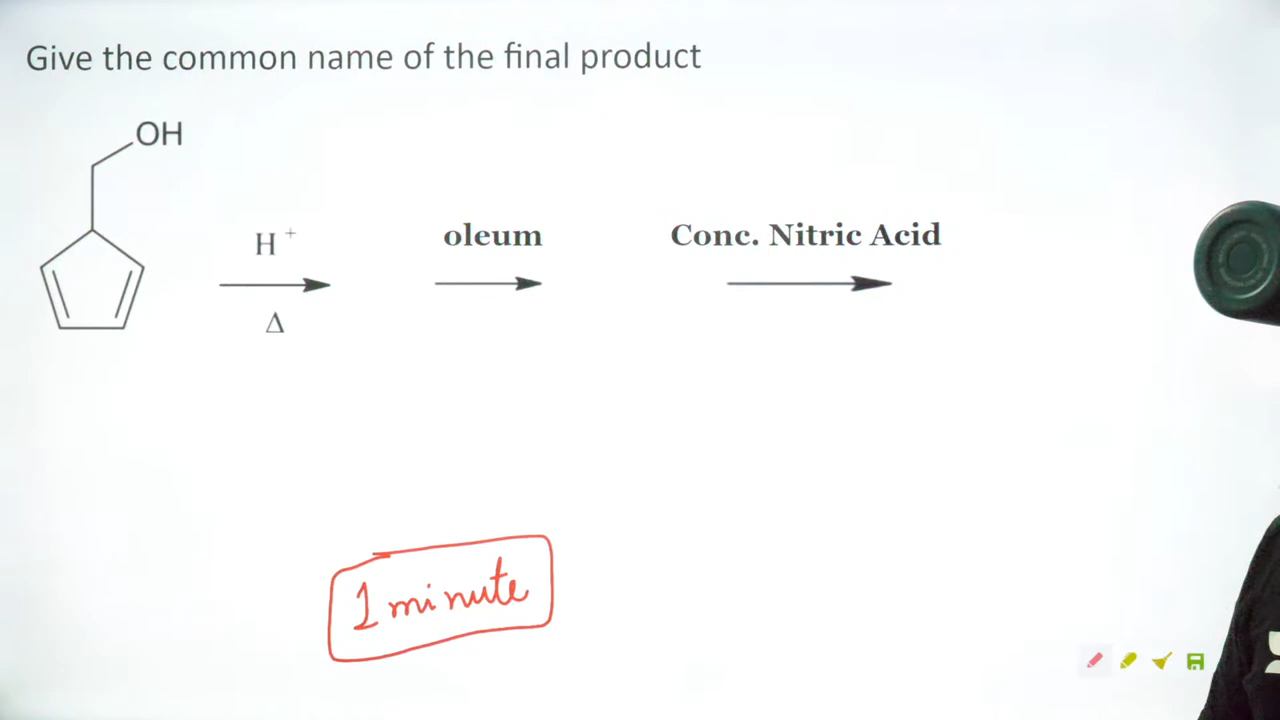 Give the common name of the final product
OH
H +
Δ
oleum
Conc. Nitric Acid
1 minute